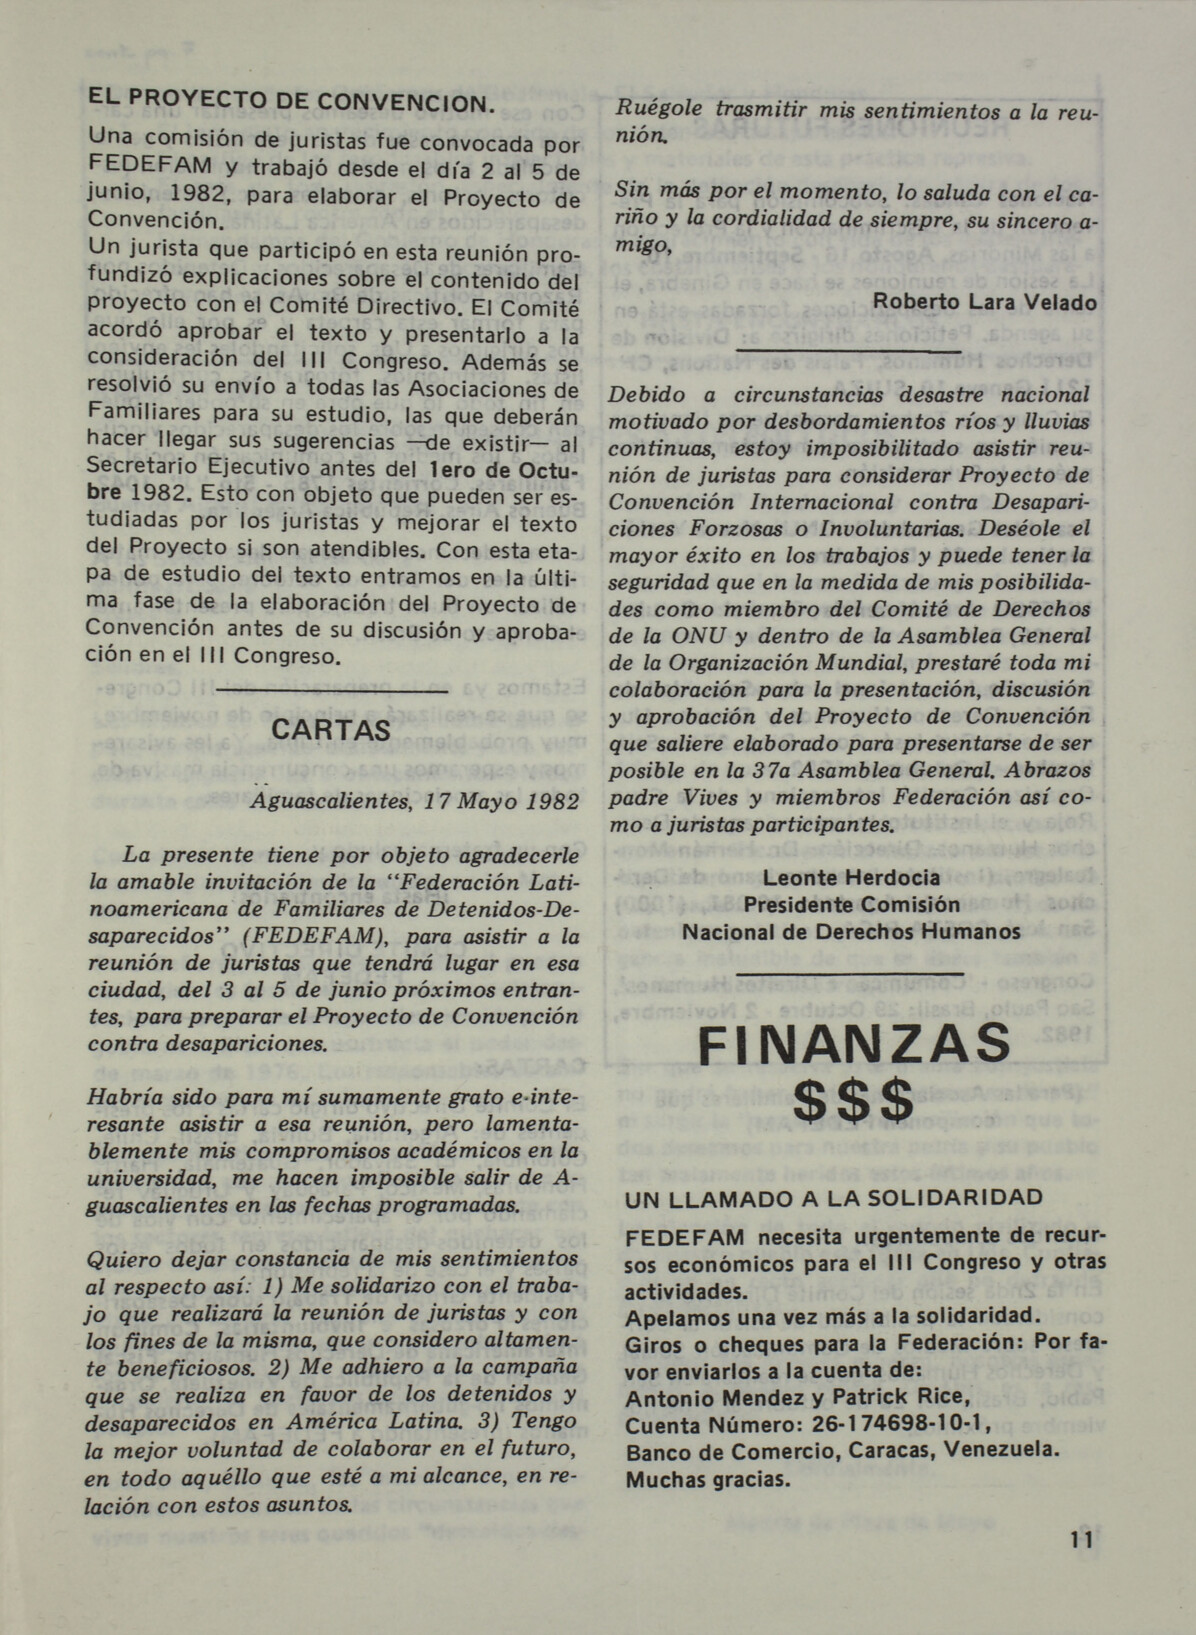 EL PROYECTO DE CONVENCION.
Una comisión de juristas fue convocada por
FEDEFAM y trabajó desde el día 2 al 5 de
junio, 1982, para elaborar el Proyecto de
Convención.
Un jurista que participó en esta reunión pro-
fundizó explicaciones sobre el contenido del
proyecto con el Comité Directivo. El Comité
acordó aprobar el texto y presentarlo a la
consideración del III Congreso. Además se
resolvió su envío a todas las Asociaciones de
Familiares para su estudio, las que deberán
hacer llegar sus sugerencias —de existir— al
Secretario Ejecutivo antes del 1ero de Octu-
bre 1982. Esto con objeto que pueden ser es-
tudiadas por los juristas y mejorar el texto
del Proyecto si son atendibles. Con esta eta-
pa de estudio del texto entramos en la últi-
ma fase de la elaboración del Proyecto de
Convención antes de su discusión y aproba-
ción en el III Congreso.
CARTAS
Aguascalientes, 17 Mayo 1982
La presente tiene por objeto agradecerle
la amable invitación de la “Federación Lati-
noamericana de Familiares de Detenidos-De-
saparecidos” (FEDEFAM), para asistir a la
reunión de juristas que tendrá lugar en esa
ciudad, del 3 al 5 de junio próximos entran-
tes, para preparar el Proyecto de Convención
contra desapariciones.
Habría sido para mí sumamente grato e inte-
resante asistir a esa reunión, pero lamenta-
blemente mis compromisos académicos en la
universidad, me hacen imposible salir de A-
guascalientes en las fechas programadas.
Quiero dejar constancia de mis sentimientos
al respecto así: 1) Me solidarizo con el traba-
jo que realizará la reunión de juristas y con
los fines de la misma, que considero altamen-
te beneficiosos. 2) Me adhiero a la campaña
que se realiza en favor de los detenidos y
desaparecidos en América Latina. 3) Tengo
la mejor voluntad de colaborar en el futuro,
en todo aquéllo que esté a mi alcance, en re-
lación con estos asuntos.
Ruégole trasmitir mis sentimientos a la reu-
nión.
Sin más por el momento, lo saluda con el ca-
riño y la cordialidad de siempre, su sincero a-
migo,
Roberto Lara Velado
Debido a circunstancias desastre nacional
motivado por desbordamientos ríos y lluvias
continuas, estoy imposibilitado asistir reu-
nión de juristas para considerar Proyecto de
Convención Internacional contra Desapari-
ciones Forzosas o Involuntarias. Deséole el
mayor éxito en los trabajos y puede tener la
seguridad que en la medida de mis posibilida-
des como miembro del Comité de Derechos
de la ONU y dentro de la Asamblea General
de la Organización Mundial, prestaré toda mi
colaboración para la presentación, discusión
y aprobación del Proyecto de Convención
que saliere elaborado para presentarse de ser
posible en la 37a Asamblea General. Abrazos
padre Vives y miembros Federación así co-
mo a juristas participantes.
Leonte Herdocia
Presidente Comisión
Nacional de Derechos Humanos
FINANZAS
$$$
UN LLAMADO A LA SOLIDARIDAD
FEDEFAM necesita urgentemente de recur-
sos económicos para el III Congreso y otras
actividades.
Apelamos una vez más a la solidaridad.
Giros o cheques para la Federación: Por fa-
vor enviarlos a la cuenta de:
Antonio Mendez y Patrick Rice,
Cuenta Número: 26-174698-10-1,
Banco de Comercio, Caracas, Venezuela.
Muchas gracias.
11